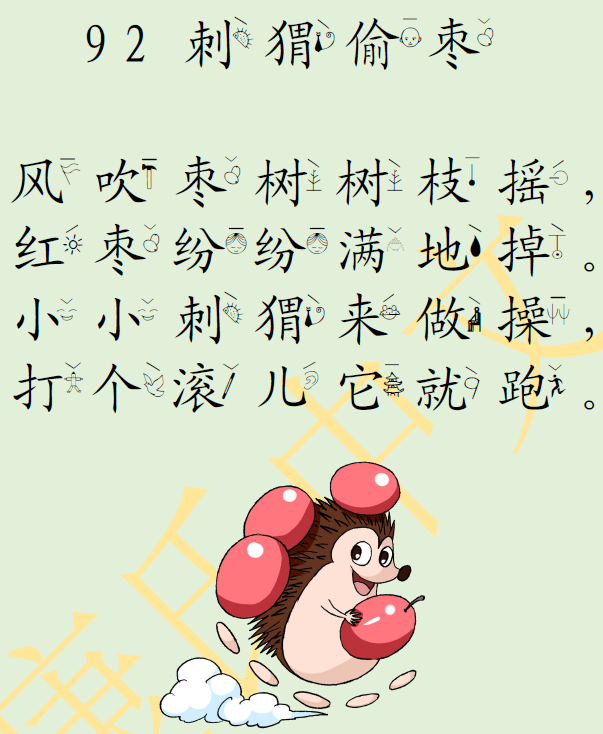 92 刺猬偷枣
风吹枣树树枝摇，
红枣纷纷满地掉。
小小刺猬来做操，
打个滚儿它就跑。